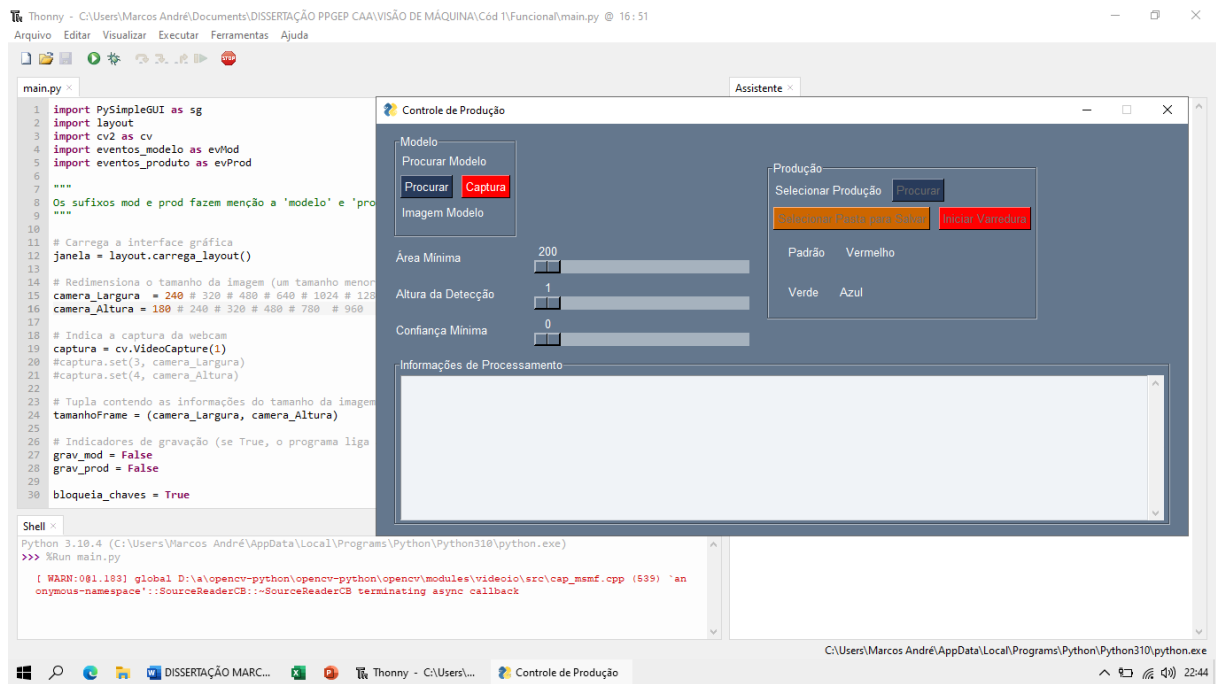 Thonny - C:\Users\Marcos André\Documents\DISSERTAÇÃO PPGEP CAA\VISÃO DE MÁQUINA\Cód 1\Funcional\main.py @ 16:51
Arquivo Editar Visualizar Executar Ferramentas Ajuda
STOP
main.py ×
1 import PySimpleGUI as sg
2 import layout
3 import cv2 as cv
4 import eventos_modelo as evMod
5 import eventos_produto as evProd
6
7 """
8 Os sufixos mod e prod fazem menção a 'modelo' e 'pro
9 """
10
11 # Carrega a interface gráfica
12 janela = layout.carrega_layout()
13
14 # Redimensiona o tamanho da imagem (um tamanho menor
15 camera_Largura = 240 # 320 # 480 # 640 # 1024 # 128
16 camera_Altura = 180 # 240 # 320 # 480 # 780 # 960
17
18 # Indica a captura da webcam
19 captura = cv.VideoCapture(1)
20 #captura.set(3, camera_Largura)
21 #captura.set(4, camera_Altura)
22
23 # Tupla contendo as informações do tamanho da imagem
24 tamanhoFrame = (camera_Largura, camera_Altura)
25
26 # Indicadores de gravação (se True, o programa liga
27 grav_mod = False
28 grav_prod = False
29
30 bloqueia_chaves = True
Assistente ×
Controle de Produção
Modelo
Procurar Modelo
Procurar Captura
Imagem Modelo
Área Mínima 200
Altura da Detecção 1
Confiança Mínima 0
Produção
Selecionar Produção Procurar
Selecionar Pasta para Salvar Iniciar Varredura
Padrão Vermelho
Verde Azul
Informações de Processamento
Shell ×
Python 3.10.4 (C:\Users\Marcos André\AppData\Local\Programs\Python\Python310\python.exe)
>>> %Run main.py
[ WARN:0@1.183] global D:\a\opencv-python\opencv-python\opencv\modules\videoio\src\cap_msmf.cpp (539) `an
onymous-namespace'::SourceReaderCB::~SourceReaderCB terminating async callback
C:\Users\Marcos André\AppData\Local\Programs\Python\Python310\python.exe
DISSERTAÇÃO MARC... Thonny - C:\Users\... Controle de Produção 22:44